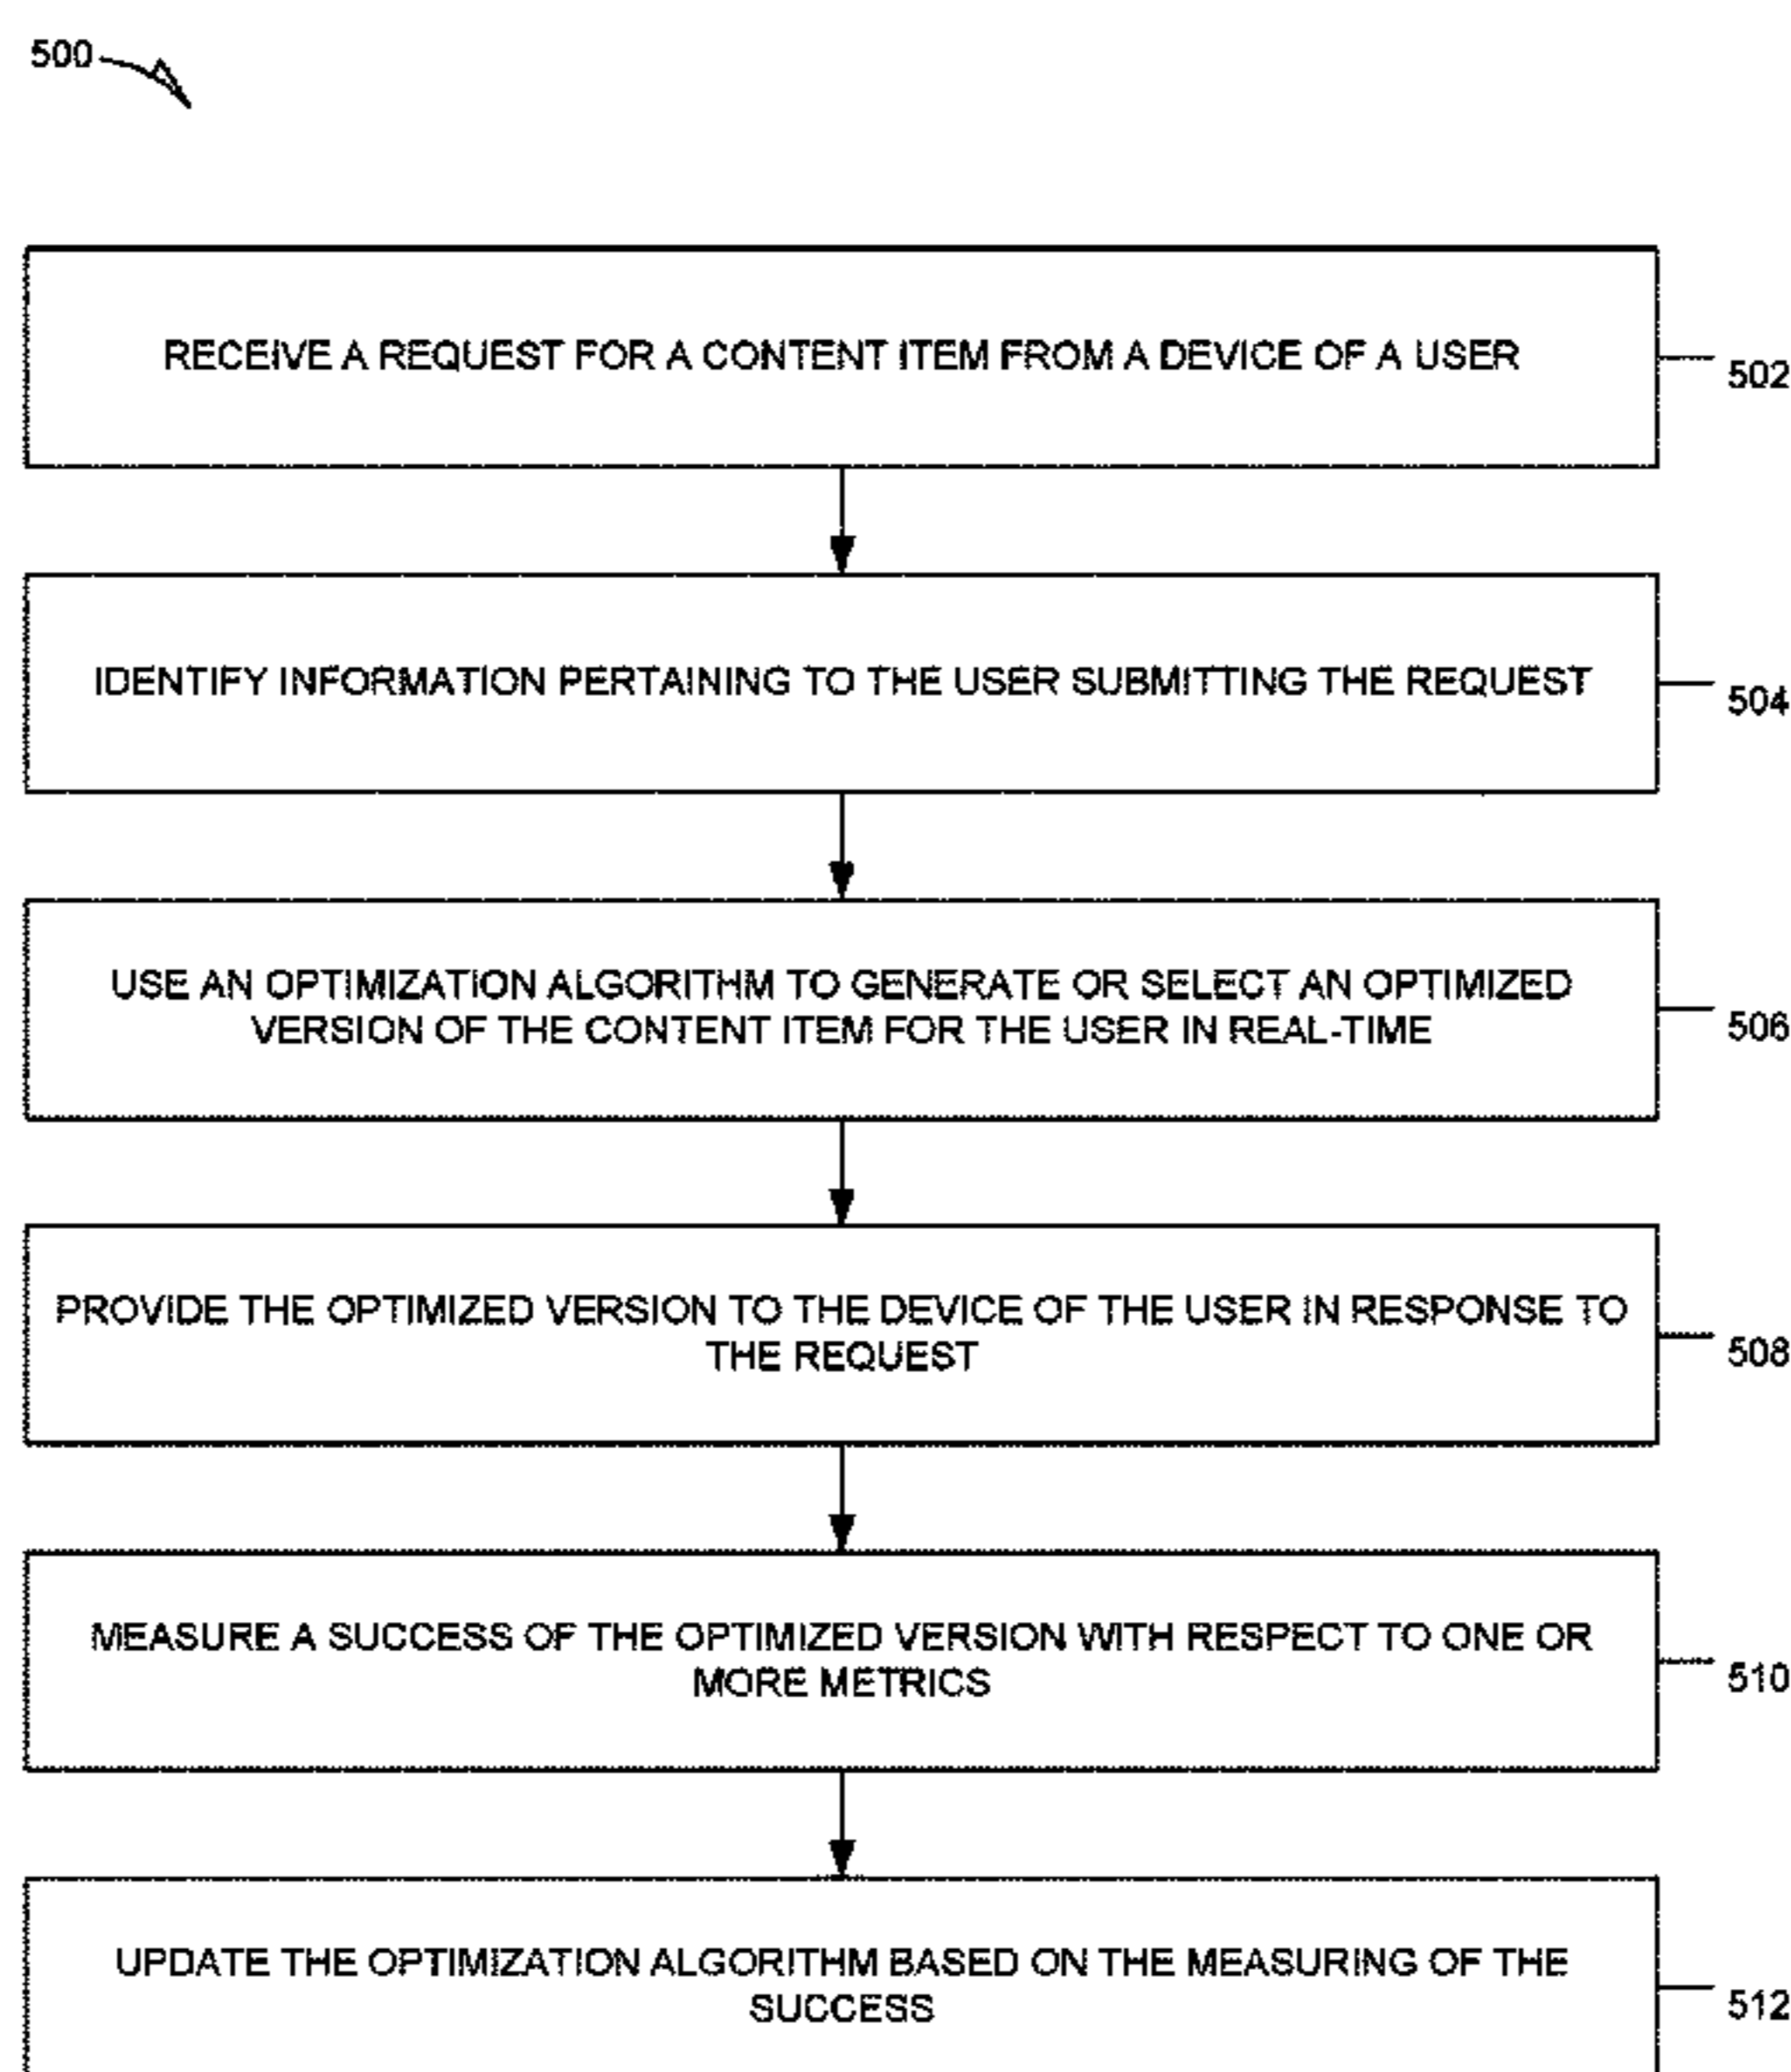 500
RECEIVE A REQUEST FOR A CONTENT ITEM FROM A DEVICE OF A USER
502
IDENTIFY INFORMATION PERTAINING TO THE USER SUBMITTING THE REQUEST
504
USE AN OPTIMIZATION ALGORITHM TO GENERATE OR SELECT AN OPTIMIZED
VERSION OF THE CONTENT ITEM FOR THE USER IN REAL-TIME
506
PROVIDE THE OPTIMIZED VERSION TO THE DEVICE OF THE USER IN RESPONSE TO
THE REQUEST
508
MEASURE A SUCCESS OF THE OPTIMIZED VERSION WITH RESPECT TO ONE OR
MORE METRICS
510
UPDATE THE OPTIMIZATION ALGORITHM BASED ON THE MEASURING OF THE
SUCCESS
512